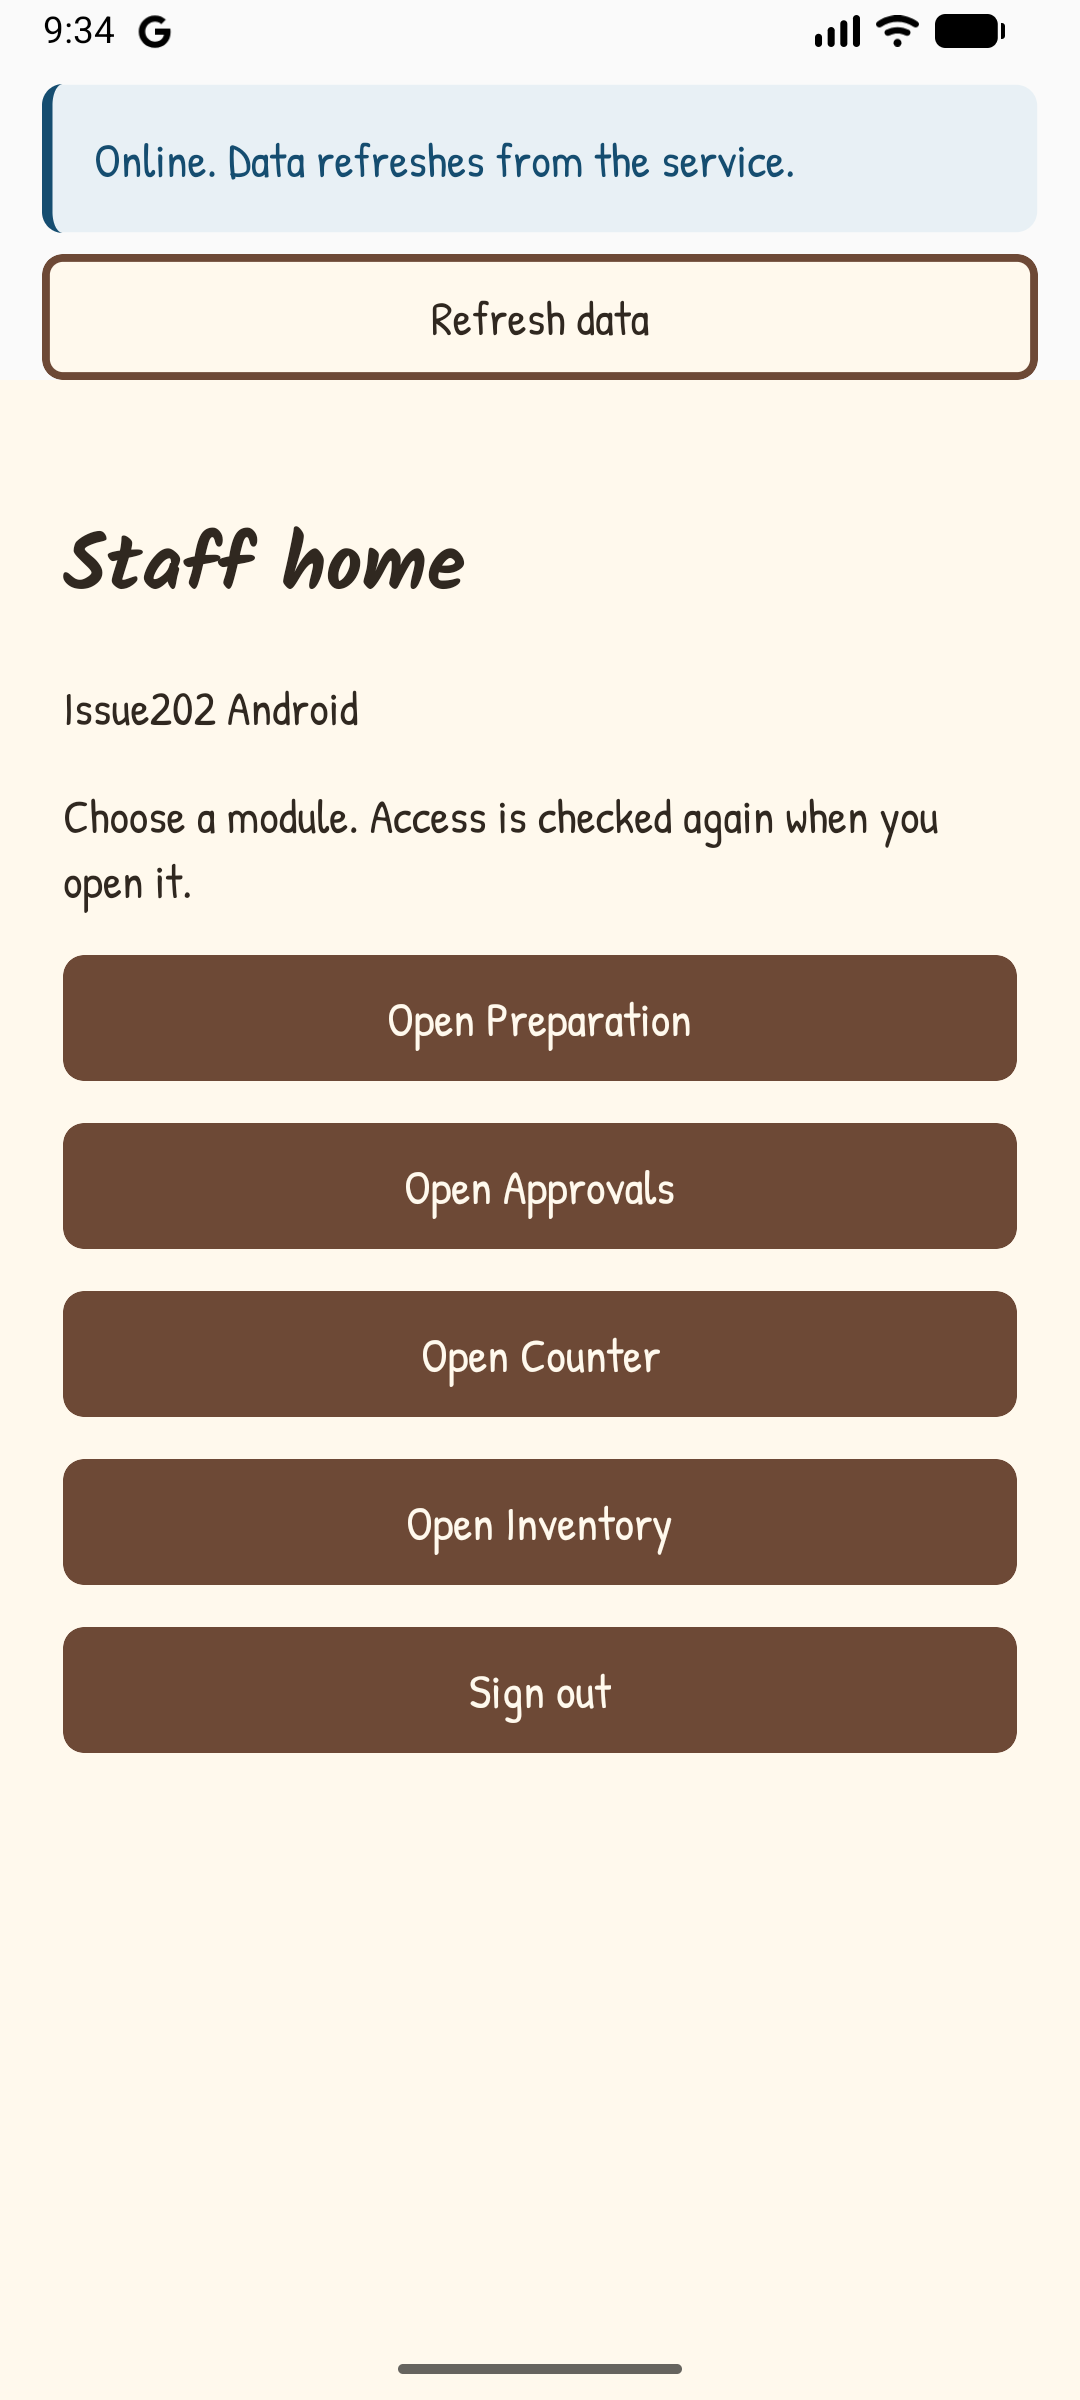 9:34
Online. Data refreshes from the service.
Refresh data
Staff home
Issue202 Android
Choose a module. Access is checked again when you
open it.
Open Preparation
Open Approvals
Open Counter
Open Inventory
Sign out